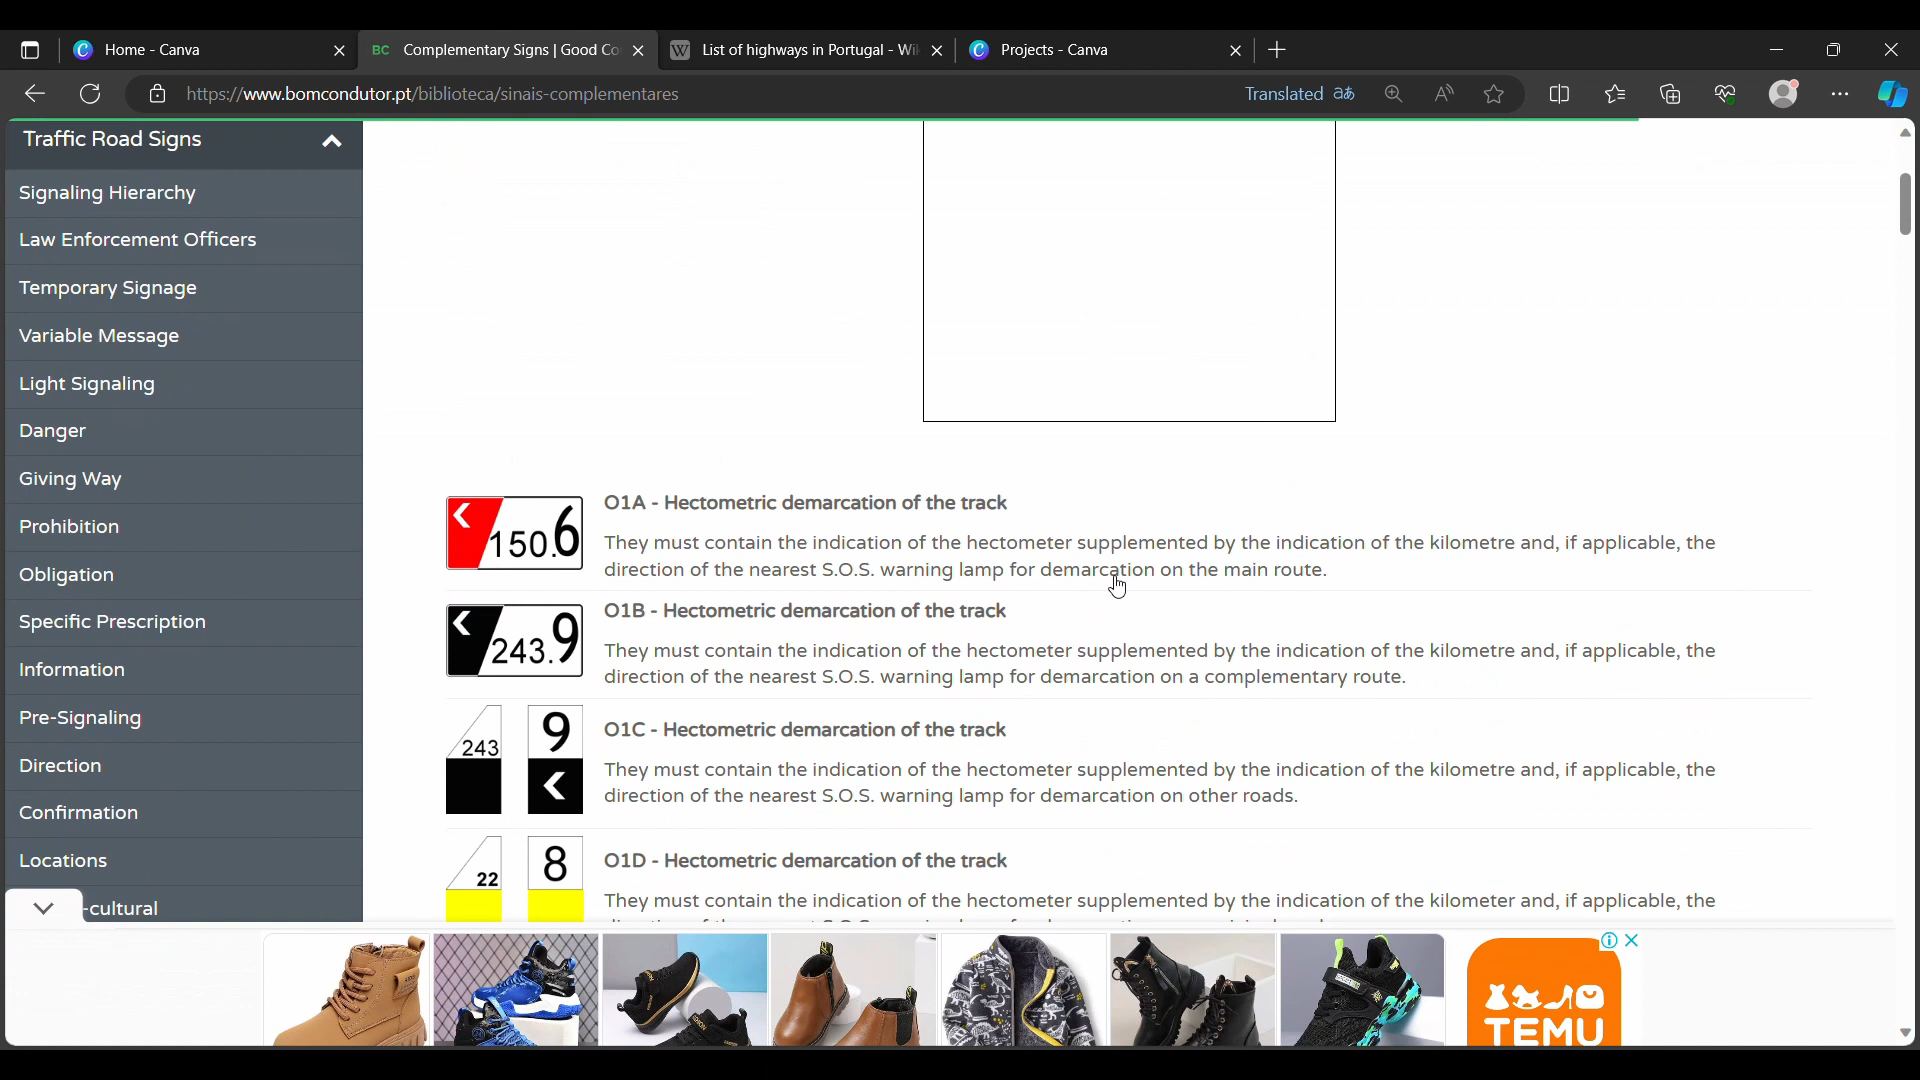 Home - Canva
BC Complementary Signs | Good Co
W List of highways in Portugal - Wi
Projects - Canva
https://www.bomcondutor.pt/biblioteca/sinais-complementares
Translated
Traffic Road Signs
Signaling Hierarchy
Law Enforcement Officers
Temporary Signage
Variable Message
Light Signaling
Danger
Giving Way
Prohibition
Obligation
Specific Prescription
Information
Pre-Signaling
Direction
Confirmation
Locations
-cultural
150.6
O1A - Hectometric demarcation of the track
They must contain the indication of the hectometer supplemented by the indication of the kilometre and, if applicable, the
direction of the nearest S.O.S. warning lamp for demarcation on the main route.
243.9
O1B - Hectometric demarcation of the track
They must contain the indication of the hectometer supplemented by the indication of the kilometre and, if applicable, the
direction of the nearest S.O.S. warning lamp for demarcation on a complementary route.
243 9
O1C - Hectometric demarcation of the track
They must contain the indication of the hectometer supplemented by the indication of the kilometre and, if applicable, the
direction of the nearest S.O.S. warning lamp for demarcation on other roads.
22 8
O1D - Hectometric demarcation of the track
They must contain the indication of the hectometer supplemented by the indication of the kilometer and, if applicable, the
TEMU